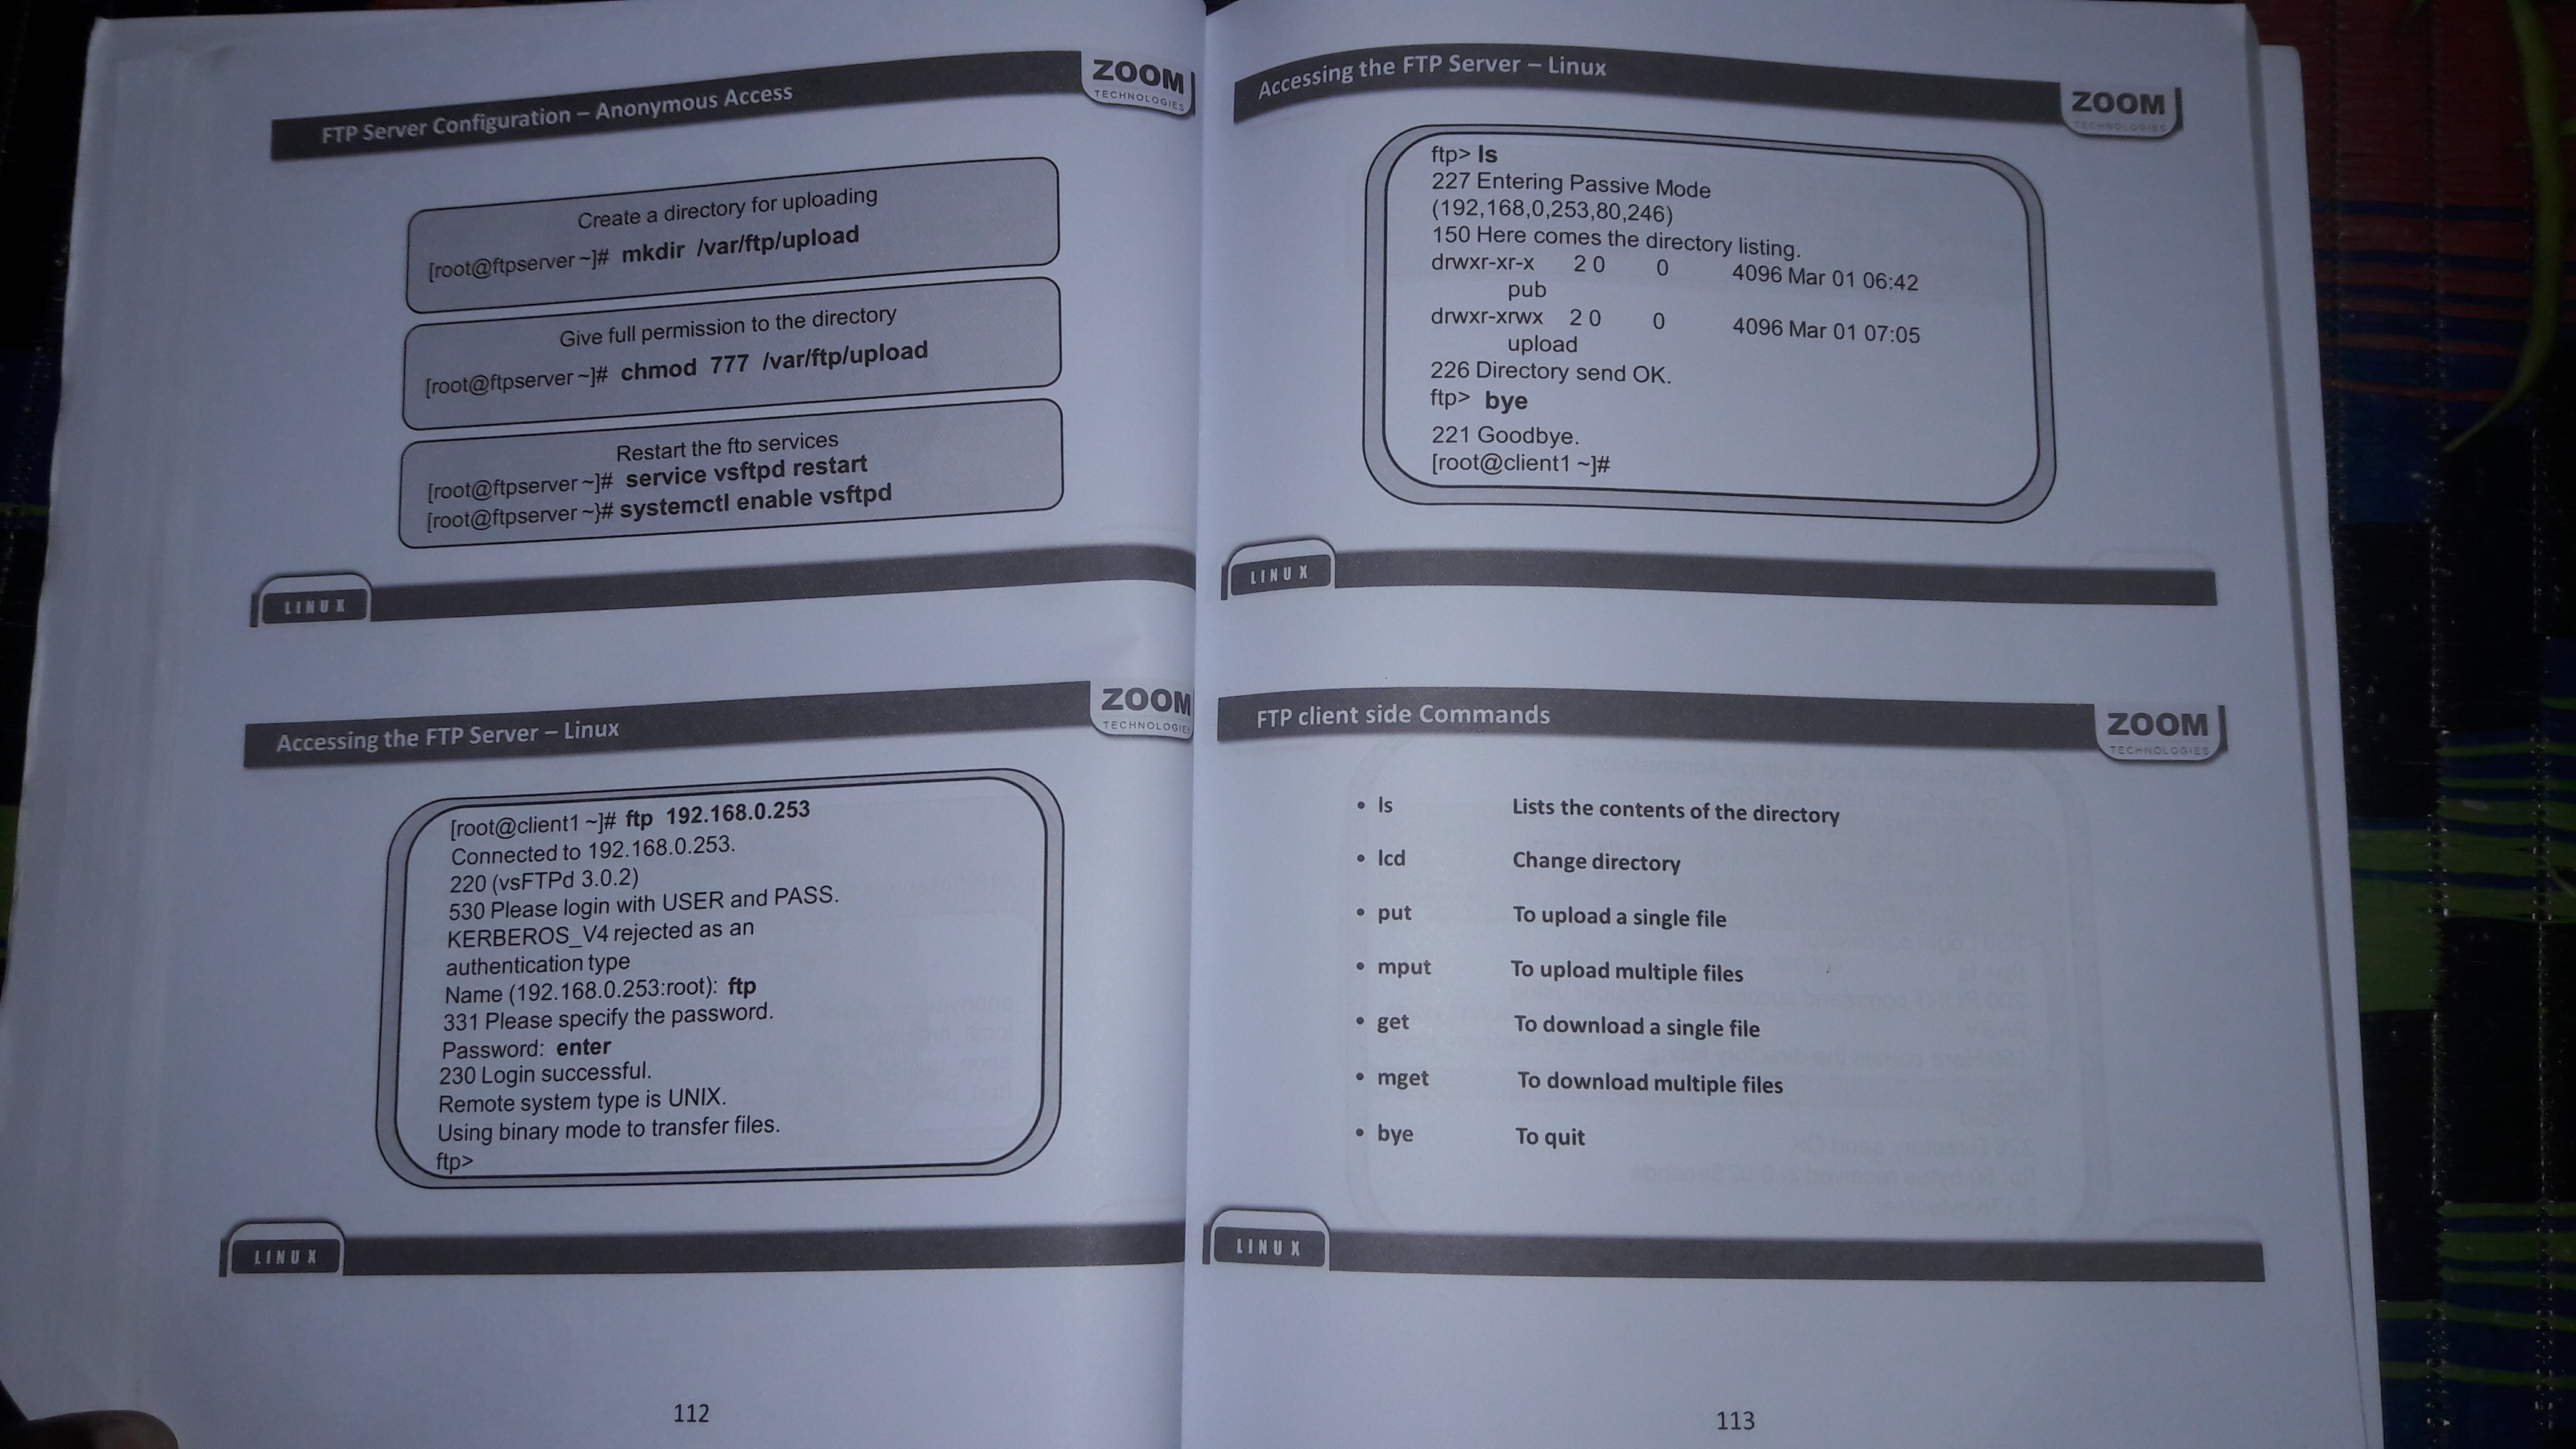 FTP Server Configuration – Anonymous Access
ZOOM
TECHNOLOGIES
Create a directory for uploading
[root@ftpserver ~]# mkdir /var/ftp/upload
Give full permission to the directory
[root@ftpserver ~]# chmod 777 /var/ftp/upload
Restart the ftp services
[root@ftpserver ~]# service vsftpd restart
[root@ftpserver ~}# systemctl enable vsftpd
LINUX
Accessing the FTP Server – Linux
ZOOM
TECHNOLOGIES
[root@client1 ~]# ftp 192.168.0.253
Connected to 192.168.0.253.
220 (vsFTPd 3.0.2)
530 Please login with USER and PASS.
KERBEROS_V4 rejected as an
authentication type
Name (192.168.0.253:root): ftp
331 Please specify the password.
Password: enter
230 Login successful.
Remote system type is UNIX.
Using binary mode to transfer files.
ftp>
LINUX
112
Accessing the FTP Server – Linux
ZOOM
TECHNOLOGIES
ftp> ls
227 Entering Passive Mode
(192,168,0,253,80,246)
150 Here comes the directory listing.
drwxr-xr-x 2 0 0 4096 Mar 01 06:42
pub
drwxr-xrwx 2 0 0 4096 Mar 01 07:05
upload
226 Directory send OK.
ftp> bye
221 Goodbye.
[root@client1 ~]#
LINUX
FTP client side Commands
ZOOM
TECHNOLOGIES
• ls Lists the contents of the directory
• lcd Change directory
• put To upload a single file
• mput To upload multiple files
• get To download a single file
• mget To download multiple files
• bye To quit
LINUX
113